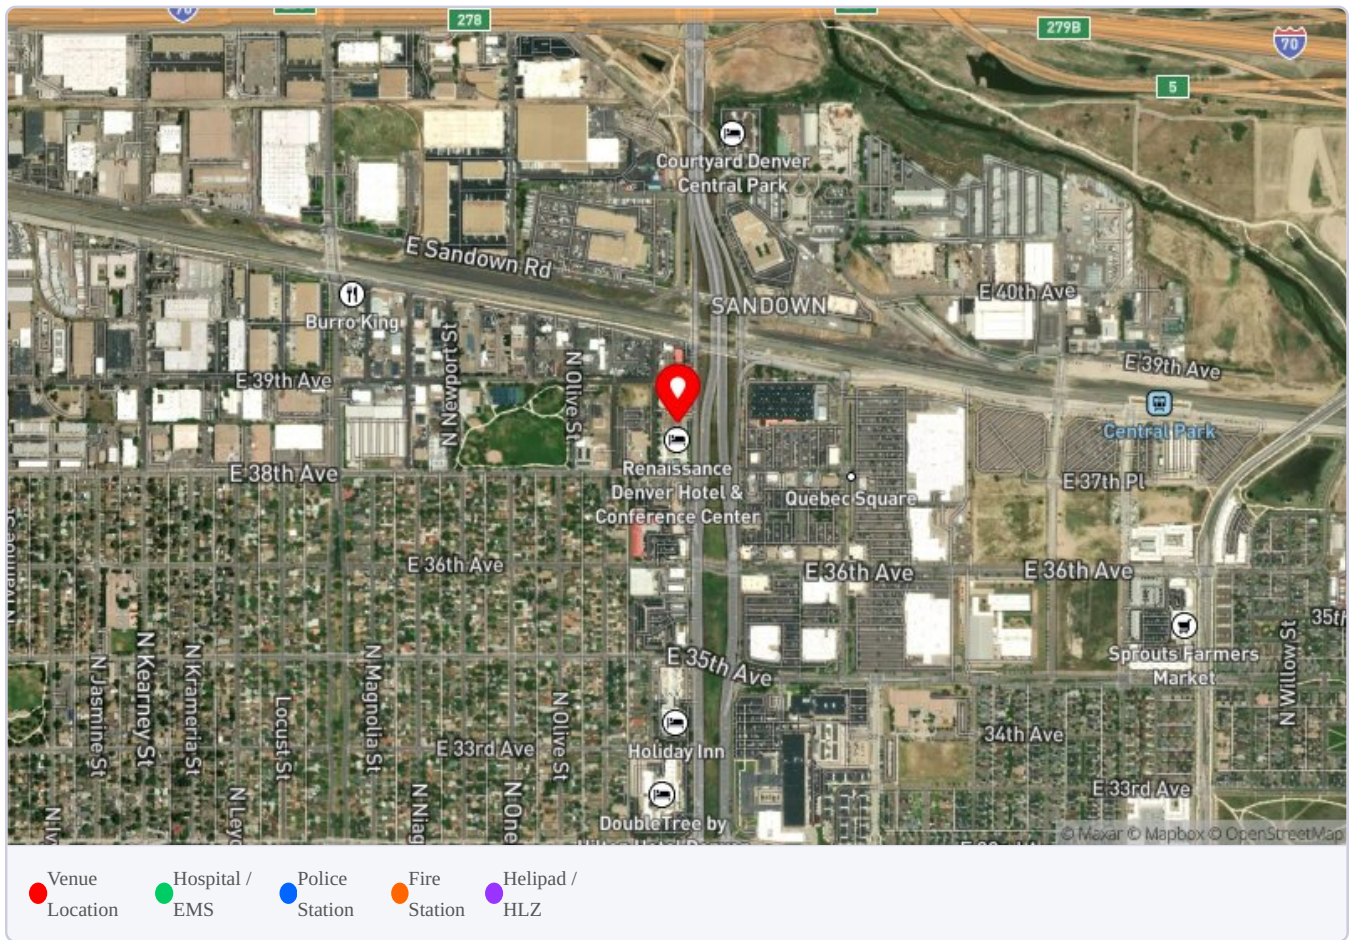 70
278
279B
70
5
Courtyard Denver
Central Park
E Sandown Rd
SANDOWN
E 40th Ave
Burro King
N Newport St
N Olive St
E 39th Ave
E 39th Ave
Central Park
E 38th Ave
Renaissance
Denver Hotel &
Conference Center
Quebec Square
E 37th Pl
E 36th Ave
E 36th Ave
E 36th Ave
35th
Sprouts Farmers
Market
N Willow St
E 35th Ave
N Jasmine St
N Kearney St
N Krameria St
Locust St
N Magnolia St
N Olive St
E 33rd Ave
Holiday Inn
34th Ave
E 33rd Ave
DoubleTree by
© Maxar © Mapbox © OpenStreetMap
Venue
Location
Hospital /
EMS
Police
Station
Fire
Station
Helipad /
HLZ